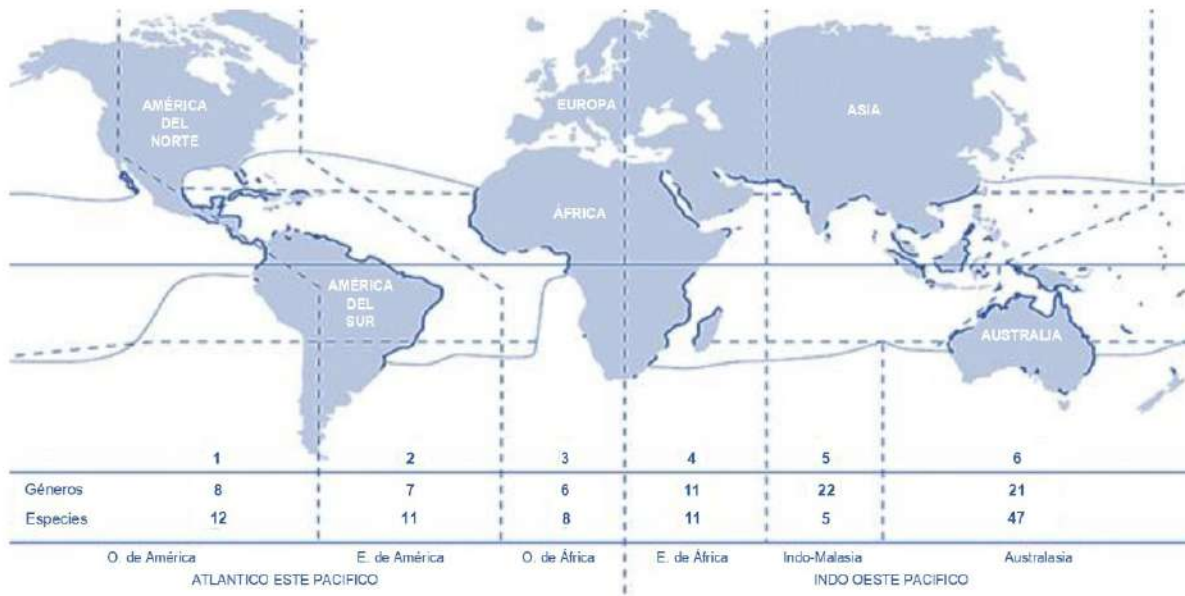 AMÉRICA
DEL
NORTE
EUROPA
ASIA
ÁFRICA
AMÉRICA
DEL
SUR
AUSTRALIA
1 2 3 4 5 6
Géneros 8 7 6 11 22 21
Especies 12 11 8 11 5 47
O. de América E. de América O. de África E. de África Indo-Malasia Australasia
ATLANTICO ESTE PACIFICO INDO OESTE PACIFICO